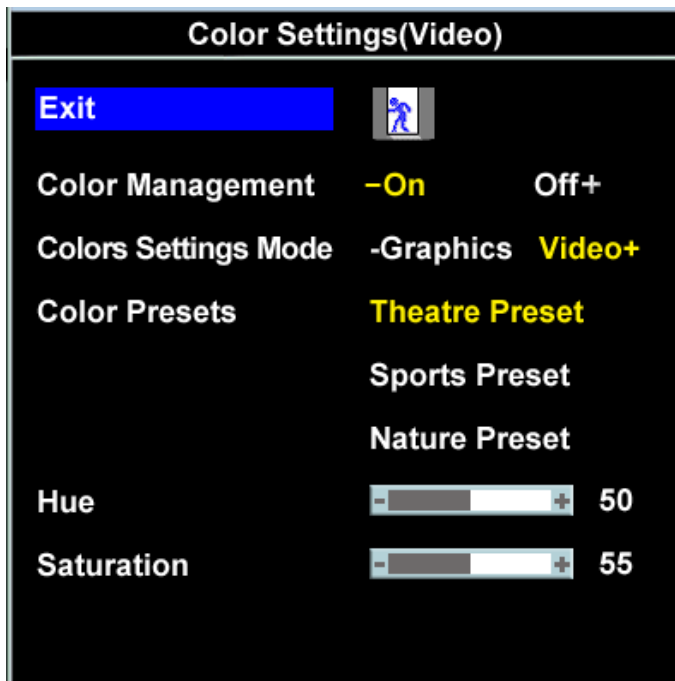 Color Settings(Video)
Exit
Color Management −On Off+
Colors Settings Mode -Graphics Video+
Color Presets Theatre Preset
Sports Preset
Nature Preset
Hue - + 50
Saturation - + 55